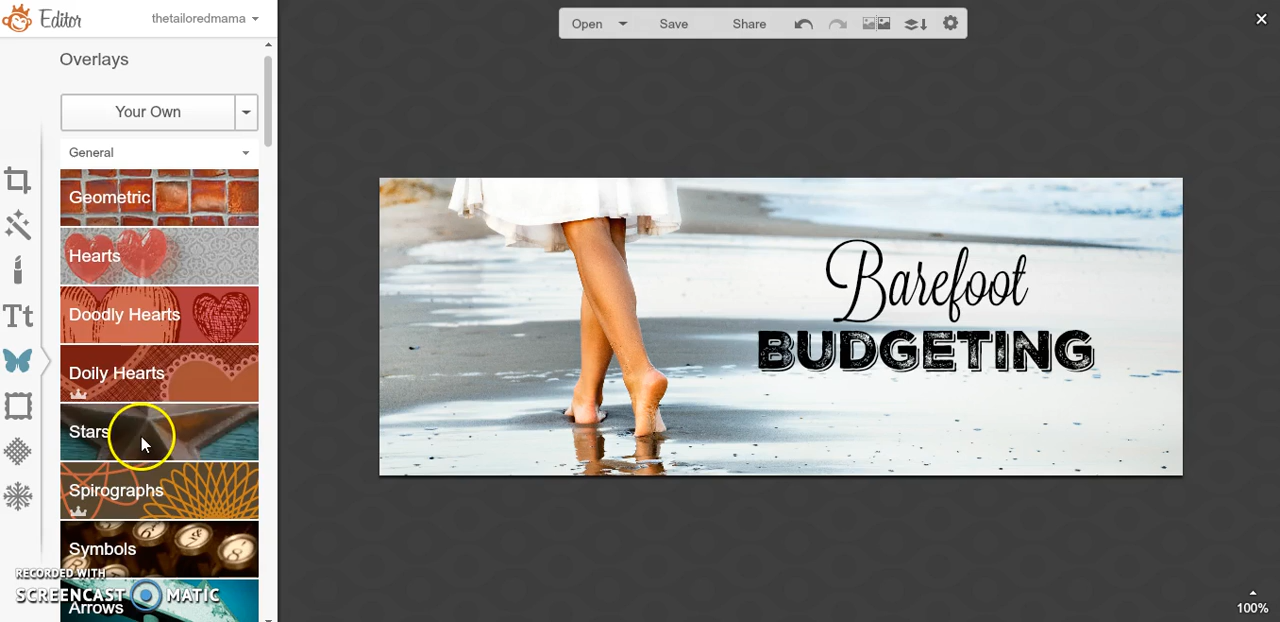 Editor
thetailoredmama
Open
Save
Share
Overlays
Your Own
General
Geometric
Hearts
Doodly Hearts
Doily Hearts
Stars
Spirographs
Symbols
Arrows
RECORDED WITH
SCREENCAST MATIC
Barefoot
BUDGETING
100%